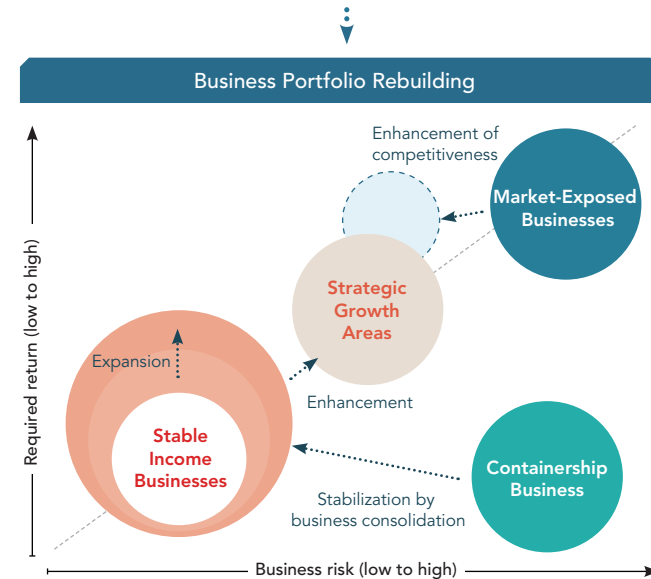 Business Portfolio Rebuilding
Enhancement of
competitiveness
Market-Exposed
Businesses
Strategic
Growth
Areas
Expansion
Enhancement
Stable
Income
Businesses
Containership
Business
Stabilization by
business consolidation
Required return (low to high)
Business risk (low to high)